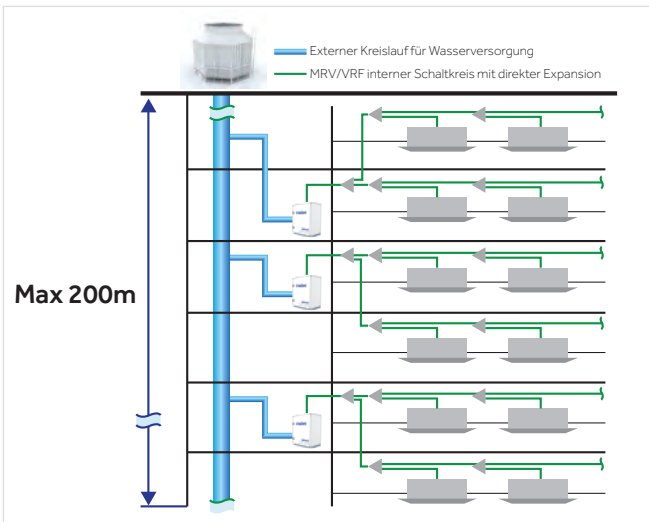 Externer Kreislauf für Wasserversorgung
MRV/VRF interner Schaltkreis mit direkter Expansion
Max 200m